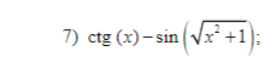 7) ctg (x) – sin (√x² + 1);